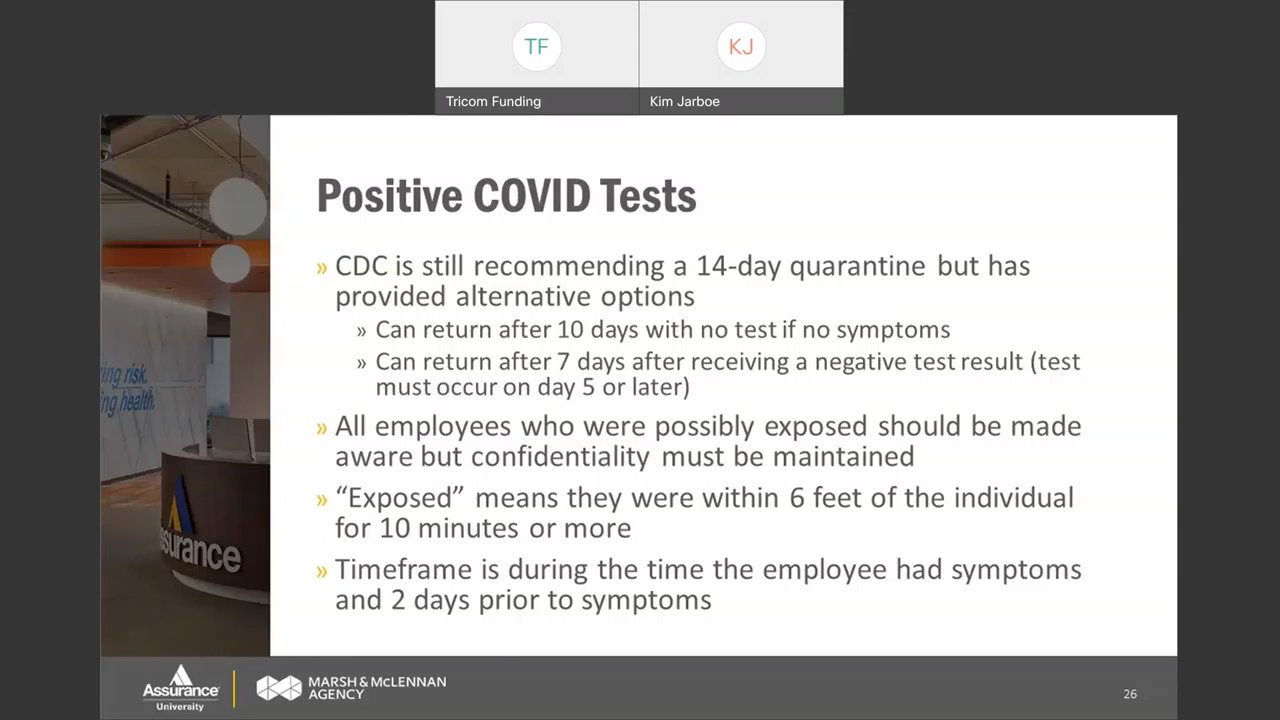 TF
KJ
Tricom Funding
Kim Jarboe
Positive COVID Tests
» CDC is still recommending a 14-day quarantine but has
provided alternative options
» Can return after 10 days with no test if no symptoms
» Can return after 7 days after receiving a negative test result (test
must occur on day 5 or later)
» All employees who were possibly exposed should be made
aware but confidentiality must be maintained
» “Exposed” means they were within 6 feet of the individual
for 10 minutes or more
» Timeframe is during the time the employee had symptoms
and 2 days prior to symptoms
ing risk.
ng health.
ssurance
Assurance
University
MARSH & McLENNAN
AGENCY
26